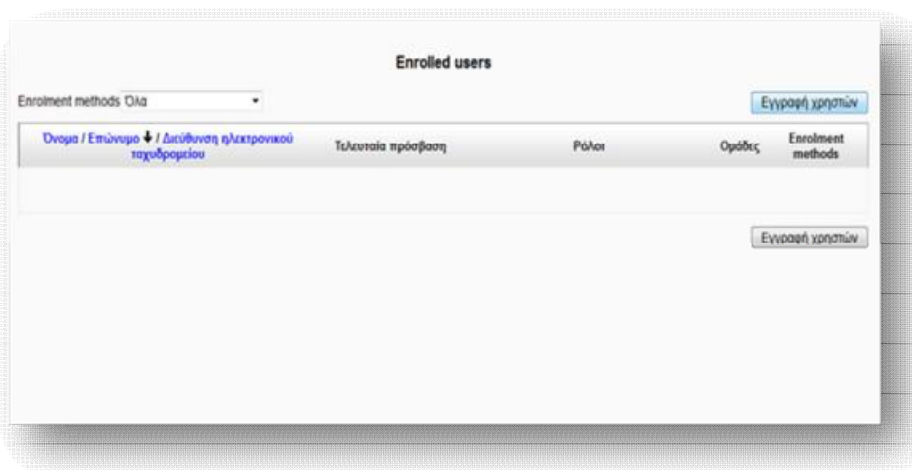 Enrolled users
Enrolment methods Όλα
Εγγραφή χρηστών
Όνομα / Επώνυμο ↓ / Διεύθυνση ηλεκτρονικού ταχυδρομείου
Τελευταία πρόσβαση
Ρόλοι
Ομάδες
Enrolment methods
Εγγραφή χρηστών